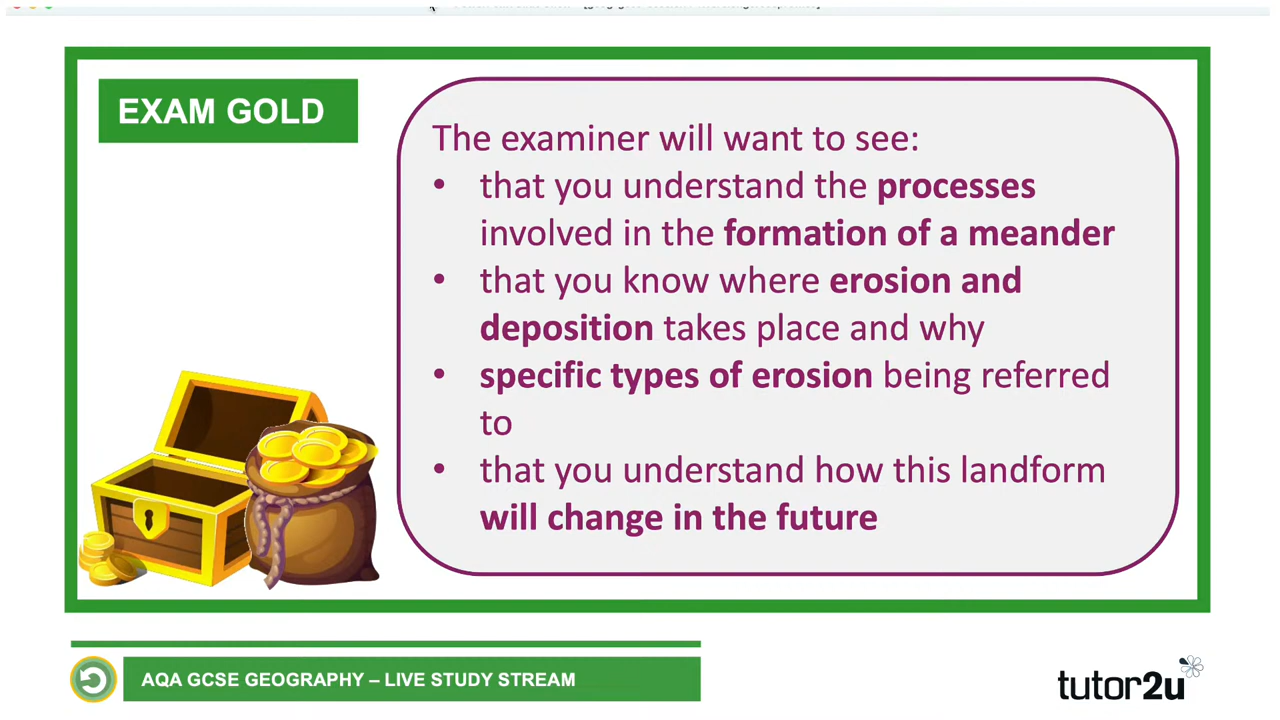 EXAM GOLD
The examiner will want to see:
• that you understand the processes
involved in the formation of a meander
• that you know where erosion and
deposition takes place and why
• specific types of erosion being referred
to
• that you understand how this landform
will change in the future
AQA GCSE GEOGRAPHY – LIVE STUDY STREAM
tutor2u